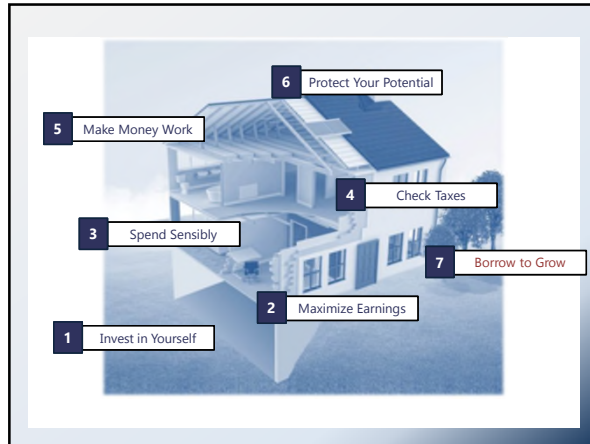 6 Protect Your Potential
5 Make Money Work
4 Check Taxes
3 Spend Sensibly
7 Borrow to Grow
2 Maximize Earnings
1 Invest in Yourself